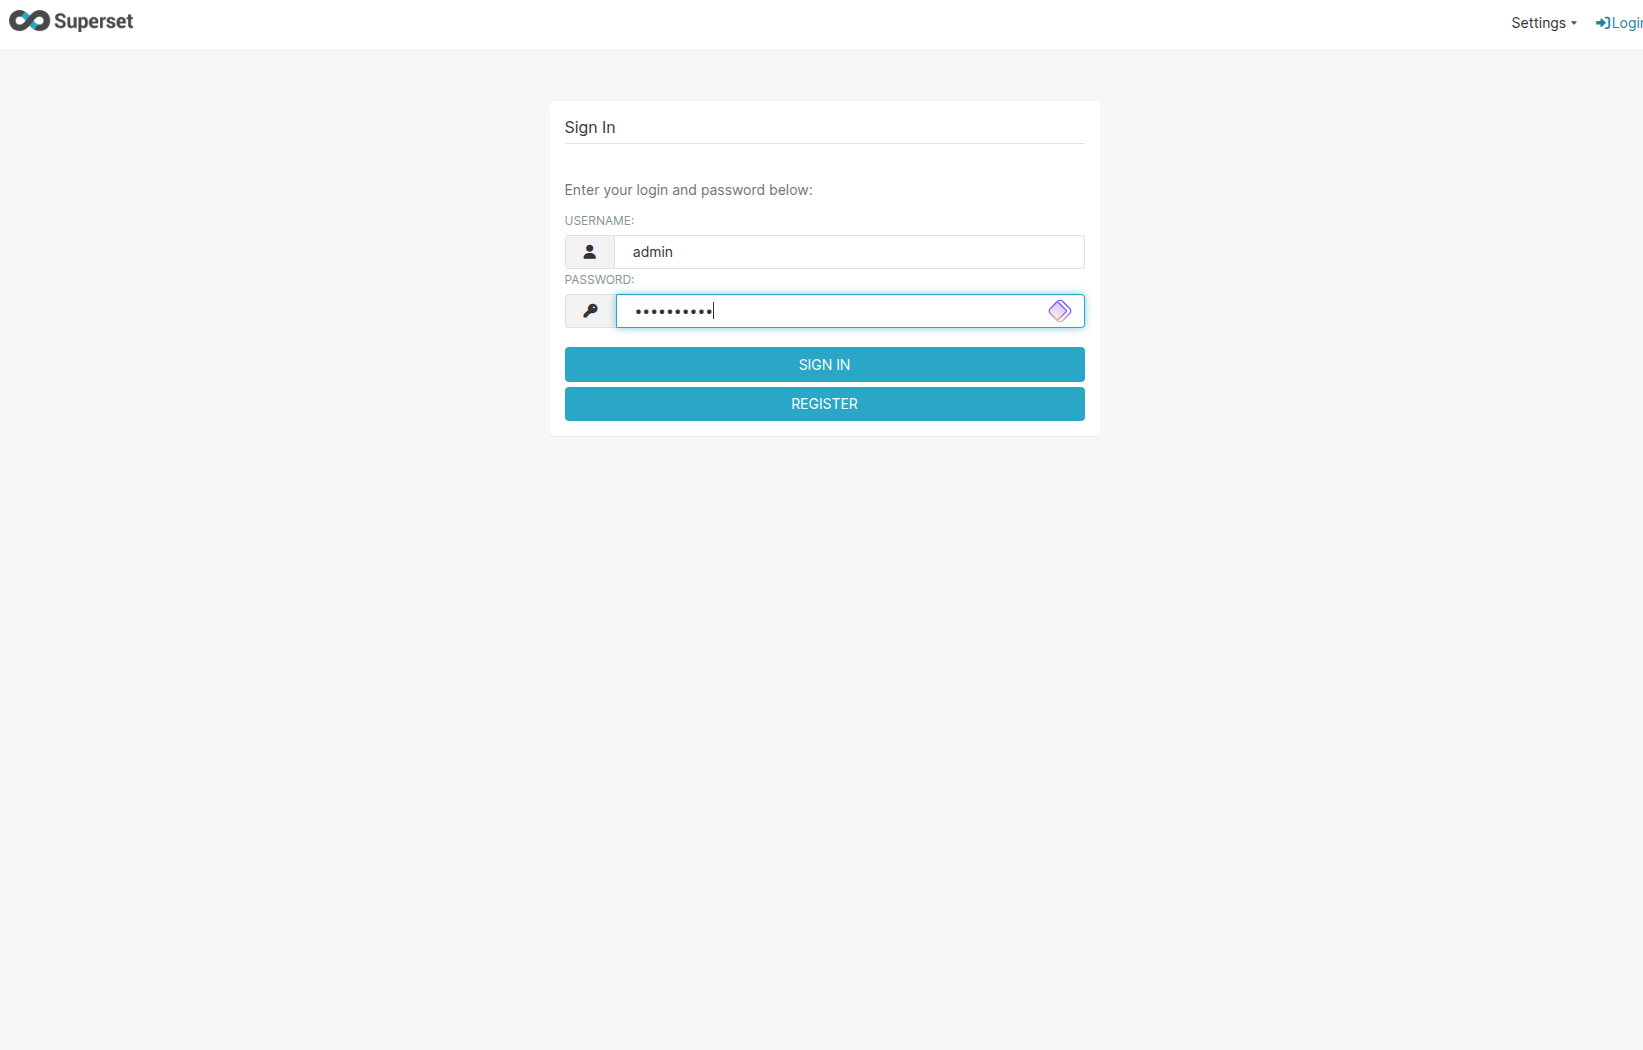 Superset
Settings
Login
Sign In
Enter your login and password below:
USERNAME:
admin
PASSWORD:
••••••••••
SIGN IN
REGISTER